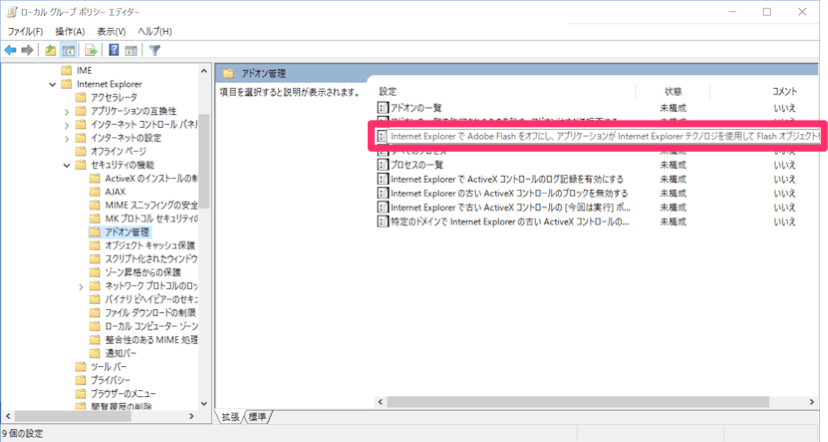 ローカル グループ ポリシー エディター
ファイル(F) 操作(A) 表示(V) ヘルプ(H)
IME
Internet Explorer
アクセラレータ
アプリケーションの互換性
インターネット コントロール パネ
インターネットの設定
オフライン ページ
セキュリティの機能
ActiveX のインストールの制
AJAX
MIME スニッフィングの安全
MK プロトコル セキュリティの
アドオン管理
オブジェクト キャッシュ保護
スクリプト化されたウィンドウ
ゾーン昇格からの保護
ネットワーク プロトコルのロッ
バイナリ ビヘイビアーのセキュ
ファイル ダウンロードの制限
ローカル コンピューター ゾーン
整合性のある MIME 処理
通知バー
ツール バー
プライバシー
ブラウザーのメニュー
閲覧履歴の削除
アドオン管理
項目を選択すると説明が表示されます。
設定 状態 コメント
アドオンの一覧 未構成 いいえ
Internet Explorer で Adobe Flash をオフにし、アプリケーションが Internet Explorer テクノロジを使用して Flash オブジェクトを
すべてのプロセス 未構成 いいえ
プロセスの一覧 未構成 いいえ
Internet Explorer で ActiveX コントロールのログ記録を有効にする 未構成 いいえ
Internet Explorer の古い ActiveX コントロールのブロックを無効する 未構成 いいえ
Internet Explorer で古い ActiveX コントロールの [今回は実行] ボ... 未構成 いいえ
特定のドメインで Internet Explorer の古い ActiveX コントロールの... 未構成 いいえ
拡張 標準
9 個の設定